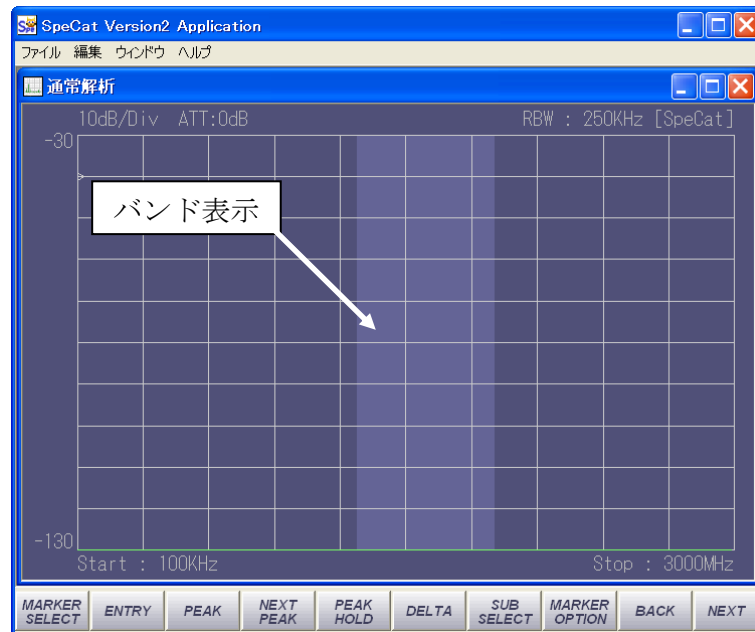 SpeCat Version2 Application
ファイル 編集 ウィンドウ ヘルプ
通常解析
10dB/Div ATT:0dB RBW : 250KHz [SpeCat]
-30
バンド表示
-130
Start : 100KHz Stop : 3000MHz
MARKER SELECT ENTRY PEAK NEXT PEAK PEAK HOLD DELTA SUB SELECT MARKER OPTION BACK NEXT